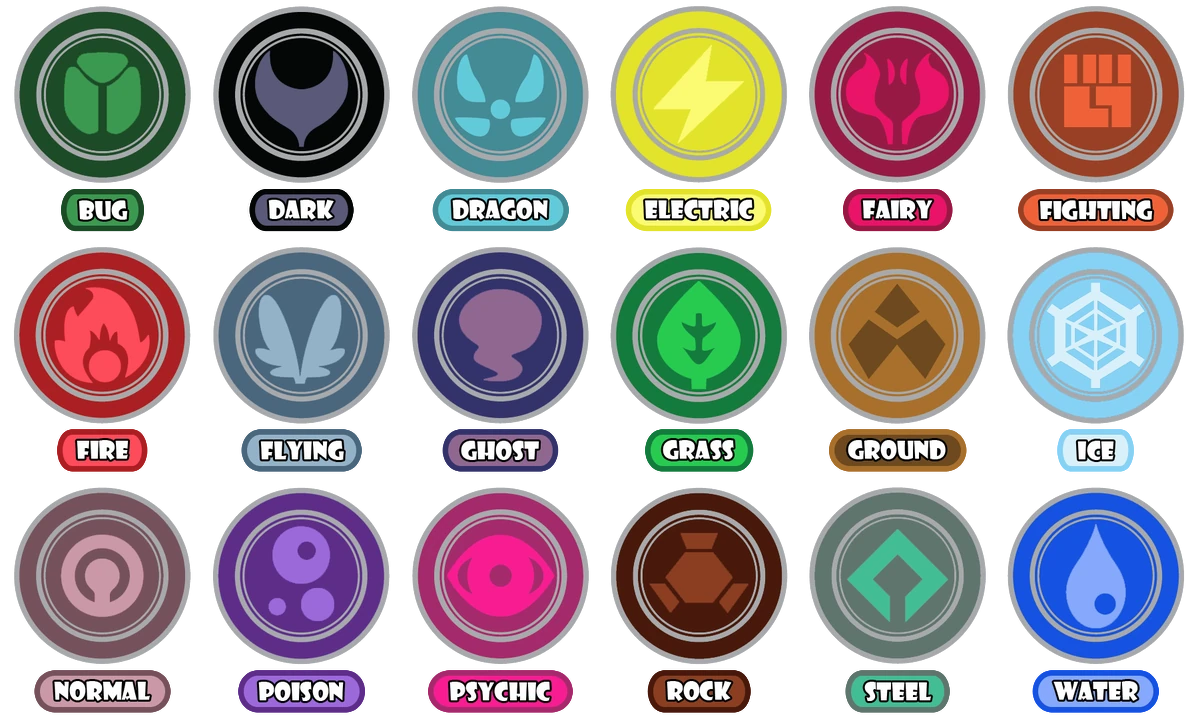 BUG DARK DRAGON ELECTRIC FAIRY FIGHTING
FIRE FLYING GHOST GRASS GROUND ICE
NORMAL POISON PSYCHIC ROCK STEEL WATER